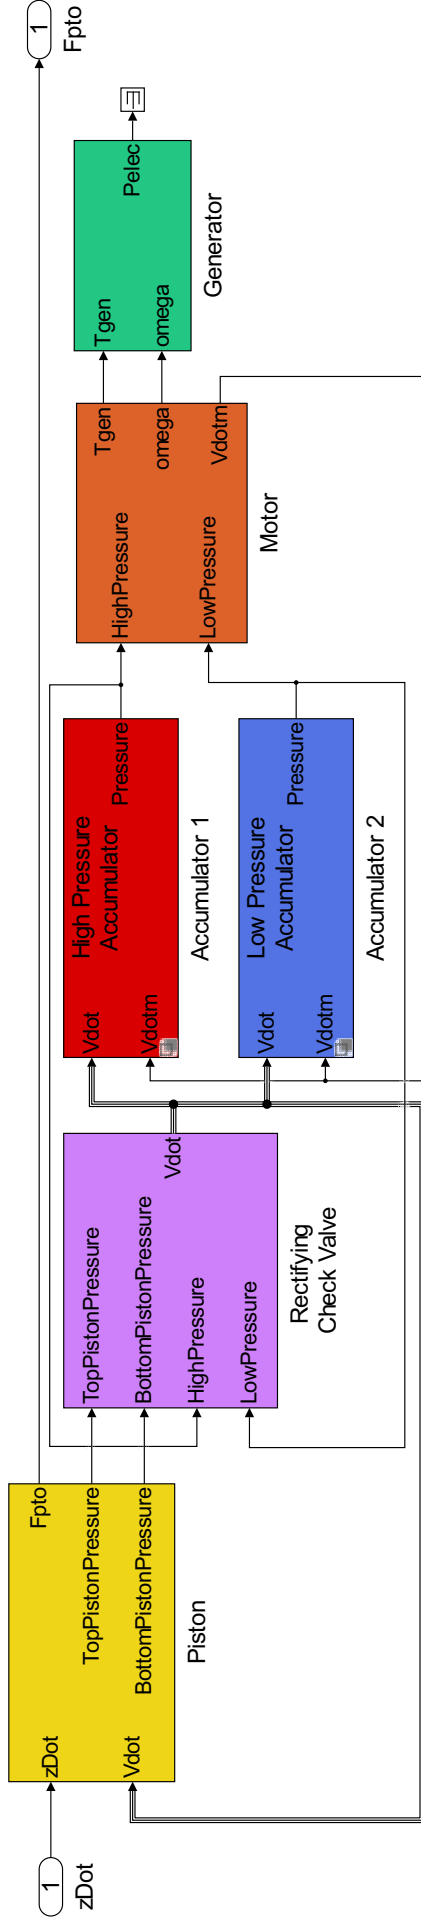 1
zDot
zDot
Vdot
Fpto
TopPistonPressure
BottomPistonPressure
Piston
TopPistonPressure
BottomPistonPressure
HighPressure
LowPressure
Vdot
Rectifying
Check Valve
Vdot
High Pressure
Accumulator
Vdotm
Pressure
Accumulator 1
Vdot
Low Pressure
Accumulator
Vdotm
Pressure
Accumulator 2
HighPressure
LowPressure
Tgen
omega
Vdotm
Motor
Tgen
omega
Pelec
Generator
1
Fpto